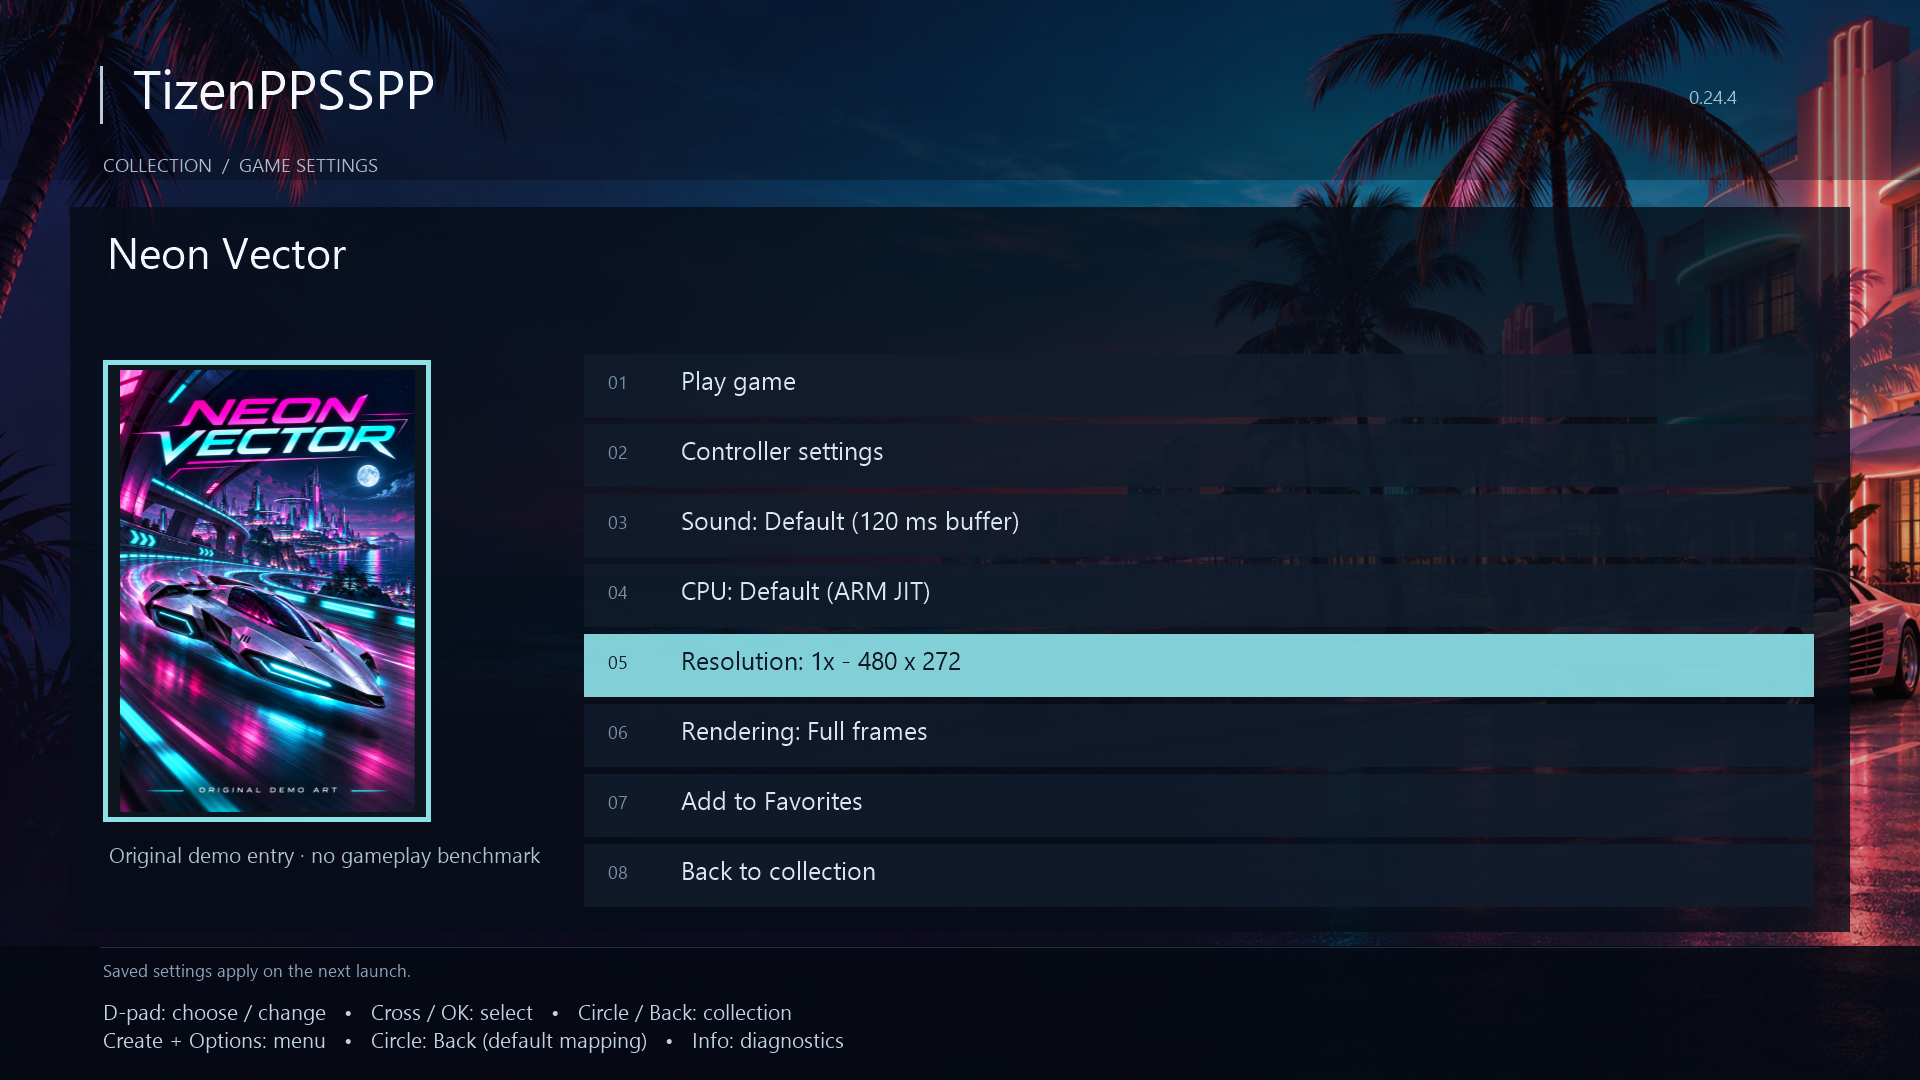 TizenPPSSPP
0.24.4
COLLECTION / GAME SETTINGS
Neon Vector
NEON
VECTOR
ORIGINAL DEMO ART
Original demo entry · no gameplay benchmark
01 Play game
02 Controller settings
03 Sound: Default (120 ms buffer)
04 CPU: Default (ARM JIT)
05 Resolution: 1x - 480 x 272
06 Rendering: Full frames
07 Add to Favorites
08 Back to collection
Saved settings apply on the next launch.
D-pad: choose / change • Cross / OK: select • Circle / Back: collection
Create + Options: menu • Circle: Back (default mapping) • Info: diagnostics